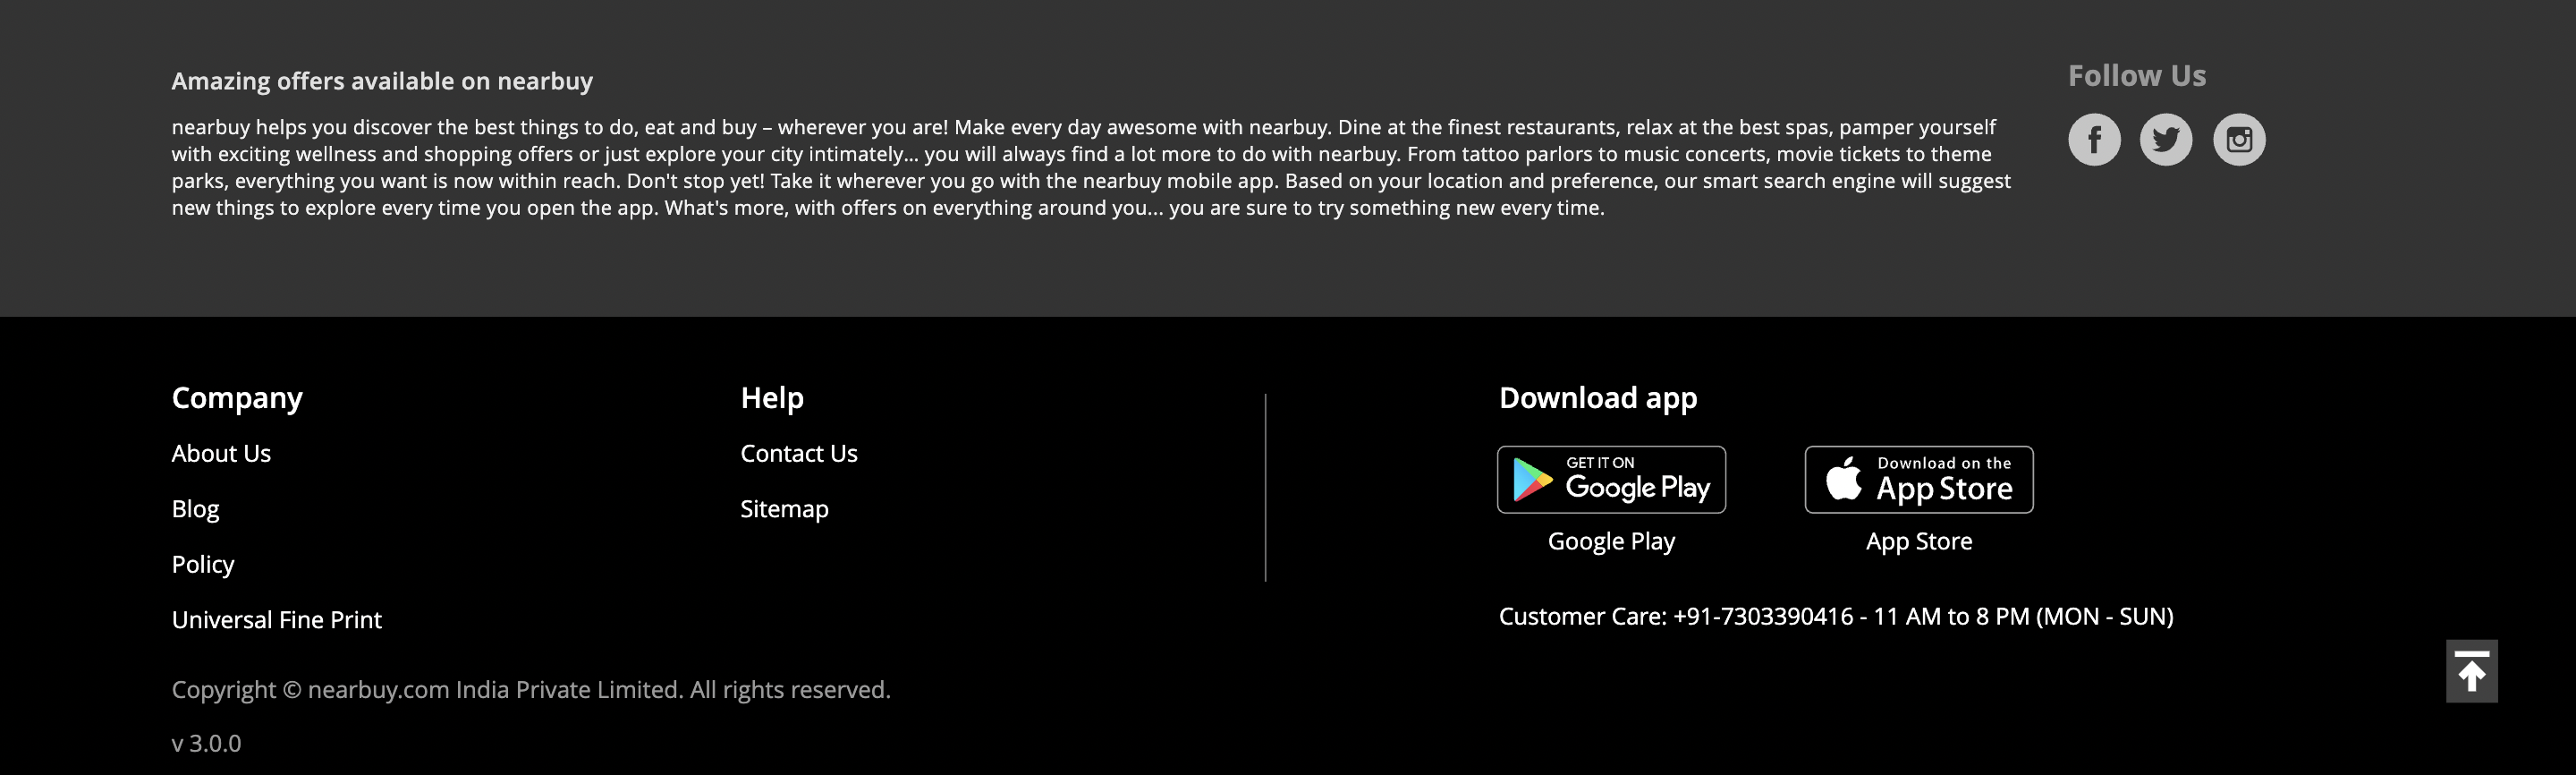 Amazing offers available on nearbuy
nearbuy helps you discover the best things to do, eat and buy – wherever you are! Make every day awesome with nearbuy. Dine at the finest restaurants, relax at the best spas, pamper yourself
with exciting wellness and shopping offers or just explore your city intimately… you will always find a lot more to do with nearbuy. From tattoo parlors to music concerts, movie tickets to theme
parks, everything you want is now within reach. Don't stop yet! Take it wherever you go with the nearbuy mobile app. Based on your location and preference, our smart search engine will suggest
new things to explore every time you open the app. What's more, with offers on everything around you… you are sure to try something new every time.
Follow Us
Company
About Us
Blog
Policy
Universal Fine Print
Help
Contact Us
Sitemap
Download app
GET IT ON
Google Play
Google Play
Download on the
App Store
App Store
Customer Care: +91-7303390416 - 11 AM to 8 PM (MON - SUN)
Copyright © nearbuy.com India Private Limited. All rights reserved.
v 3.0.0